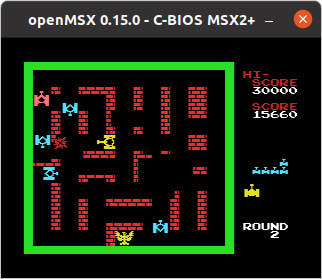 openMSX 0.15.0 - C-BIOS MSX2+
HI-
SCORE
30000
SCORE
15660
ROUND
2